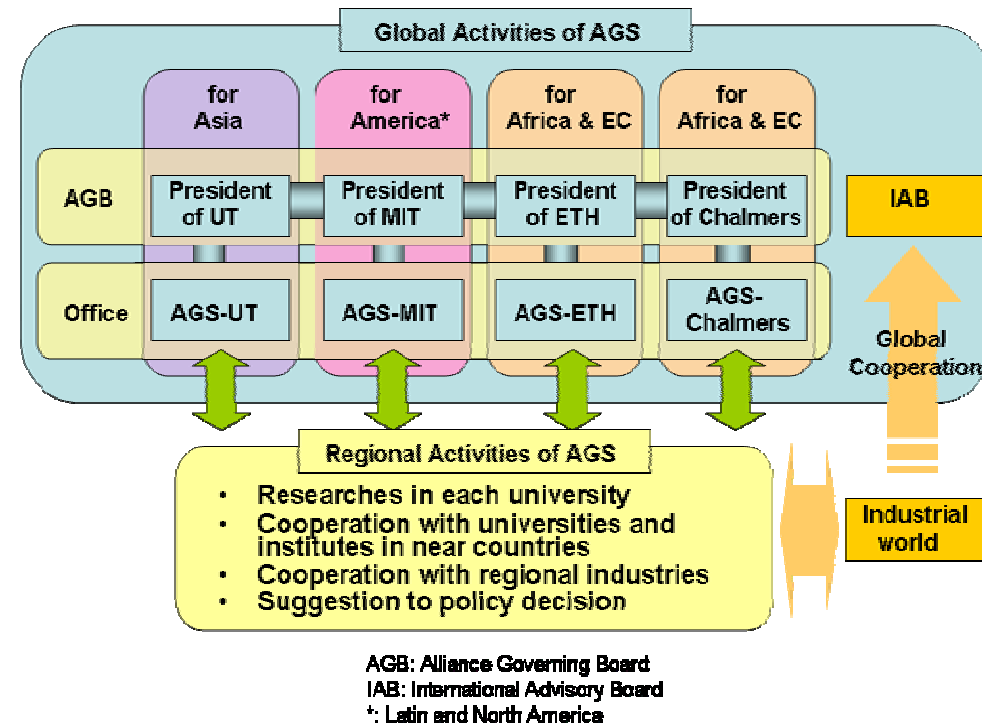 Global Activities of AGS
for
Asia
for
America*
for
Africa & EC
for
Africa & EC
AGB
President
of UT
President
of MIT
President
of ETH
President
of Chalmers
IAB
Office
AGS-UT
AGS-MIT
AGS-ETH
AGS-
Chalmers
Global
Cooperation
Regional Activities of AGS
• Researches in each university
• Cooperation with universities and
institutes in near countries
• Cooperation with regional industries
• Suggestion to policy decision
Industrial
world
AGB: Alliance Governing Board
IAB: International Advisory Board
*: Latin and North America